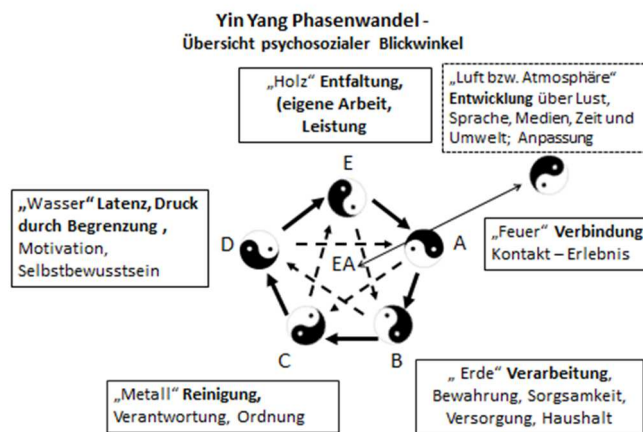 Yin Yang Phasenwandel -
Übersicht psychosozialer Blickwinkel
„Holz“ Entfaltung,
(eigene Arbeit,
Leistung
„Luft bzw. Atmosphäre“
Entwicklung über Lust,
Sprache, Medien, Zeit und
Umwelt; Anpassung
E
„Wasser“ Latenz, Druck
durch Begrenzung ,
Motivation,
Selbstbewusstsein
D
EA
A
„Feuer“ Verbindung
Kontakt – Erlebnis
C
B
„Metall“ Reinigung,
Verantwortung, Ordnung
„ Erde“ Verarbeitung,
Bewahrung, Sorgsamkeit,
Versorgung, Haushalt